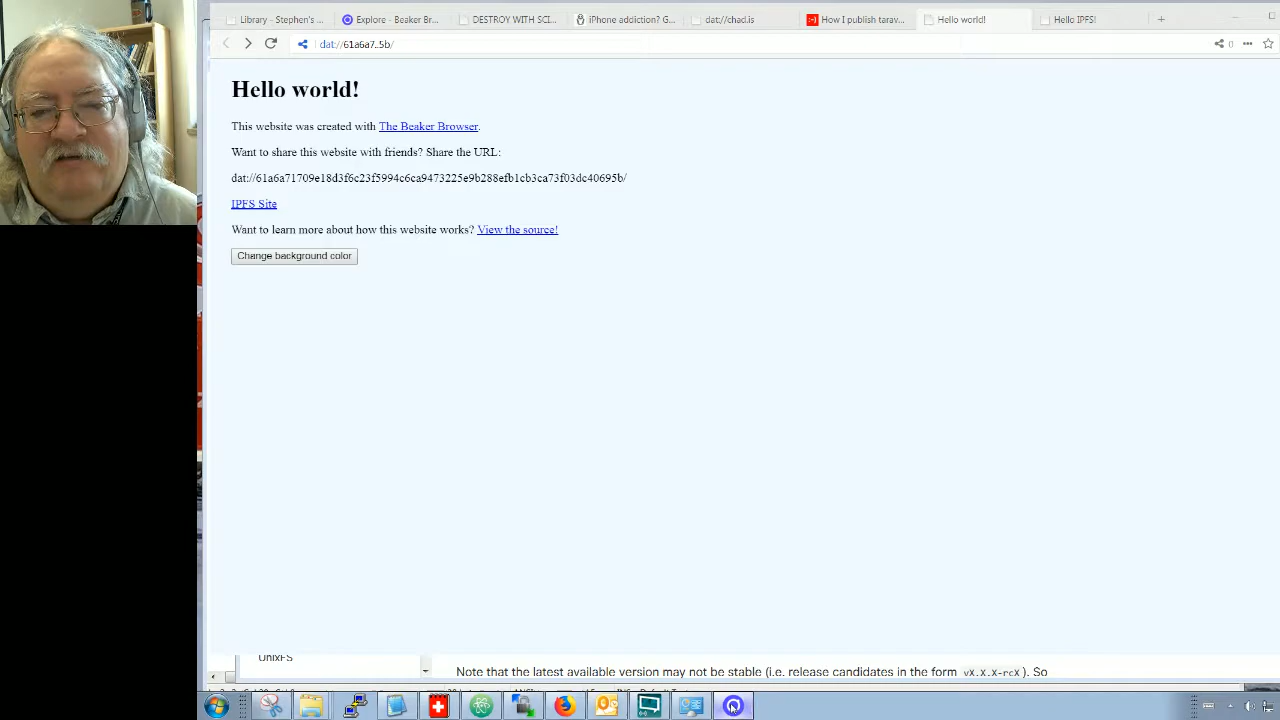 Library – Stephen's ...
Explore - Beaker Br...
DESTROY WITH SCI...
iPhone addiction? G...
dat://chad.is
How I publish tarav...
Hello world!
Hello IPFS!
dat://61a6a7..5b/
0
Hello world!
This website was created with The Beaker Browser.
Want to share this website with friends? Share the URL:
dat://61a6a71709e18d3f6c23f5994c6ca9473225e9b288efb1cb3ca73f03dc40695b/
IPFS Site
Want to learn more about how this website works? View the source!
Change background color
UnixFS
Note that the latest available version may not be stable (i.e. release candidates in the form vX.X.X-rcX ). So